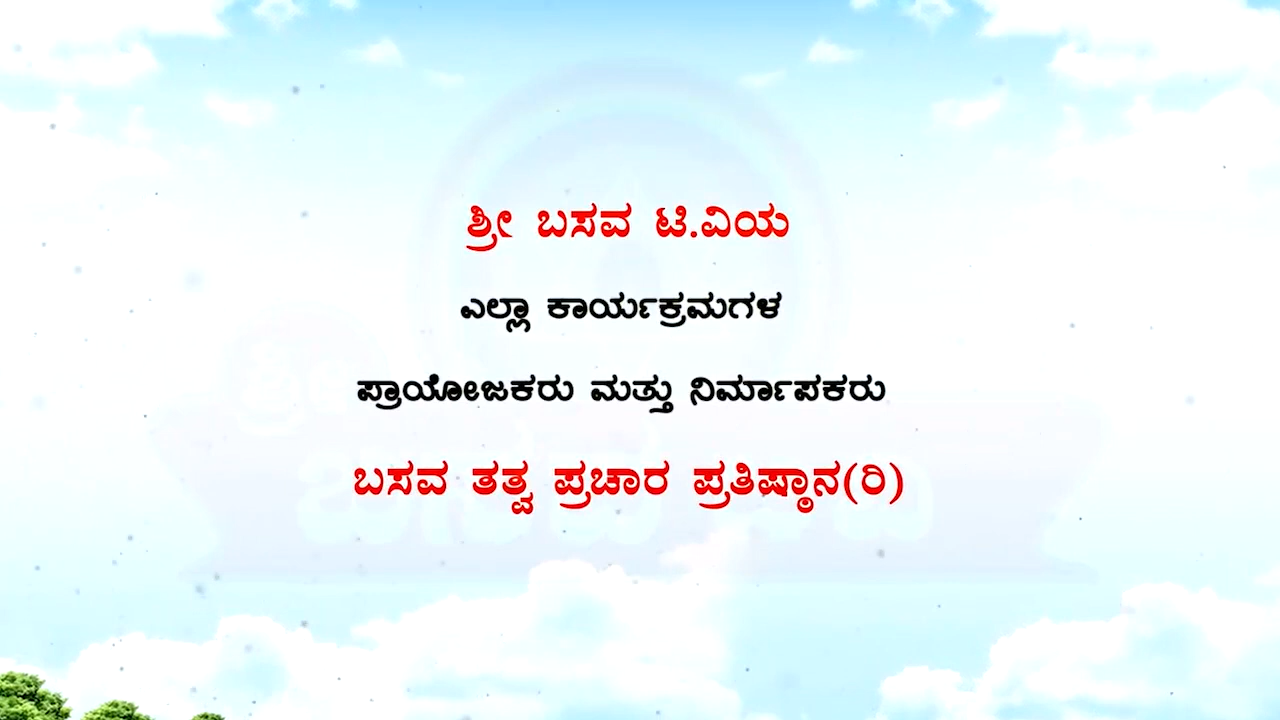 ಶ್ರೀ ಬಸವ ಟಿ.ವಿಯ
ಎಲ್ಲಾ ಕಾರ್ಯಕ್ರಮಗಳ
ಪ್ರಾಯೋಜಕರು ಮತ್ತು ನಿರ್ಮಾಪಕರು
ಬಸವ ತತ್ವ ಪ್ರಚಾರ ಪ್ರತಿಷ್ಠಾನ(ರಿ)